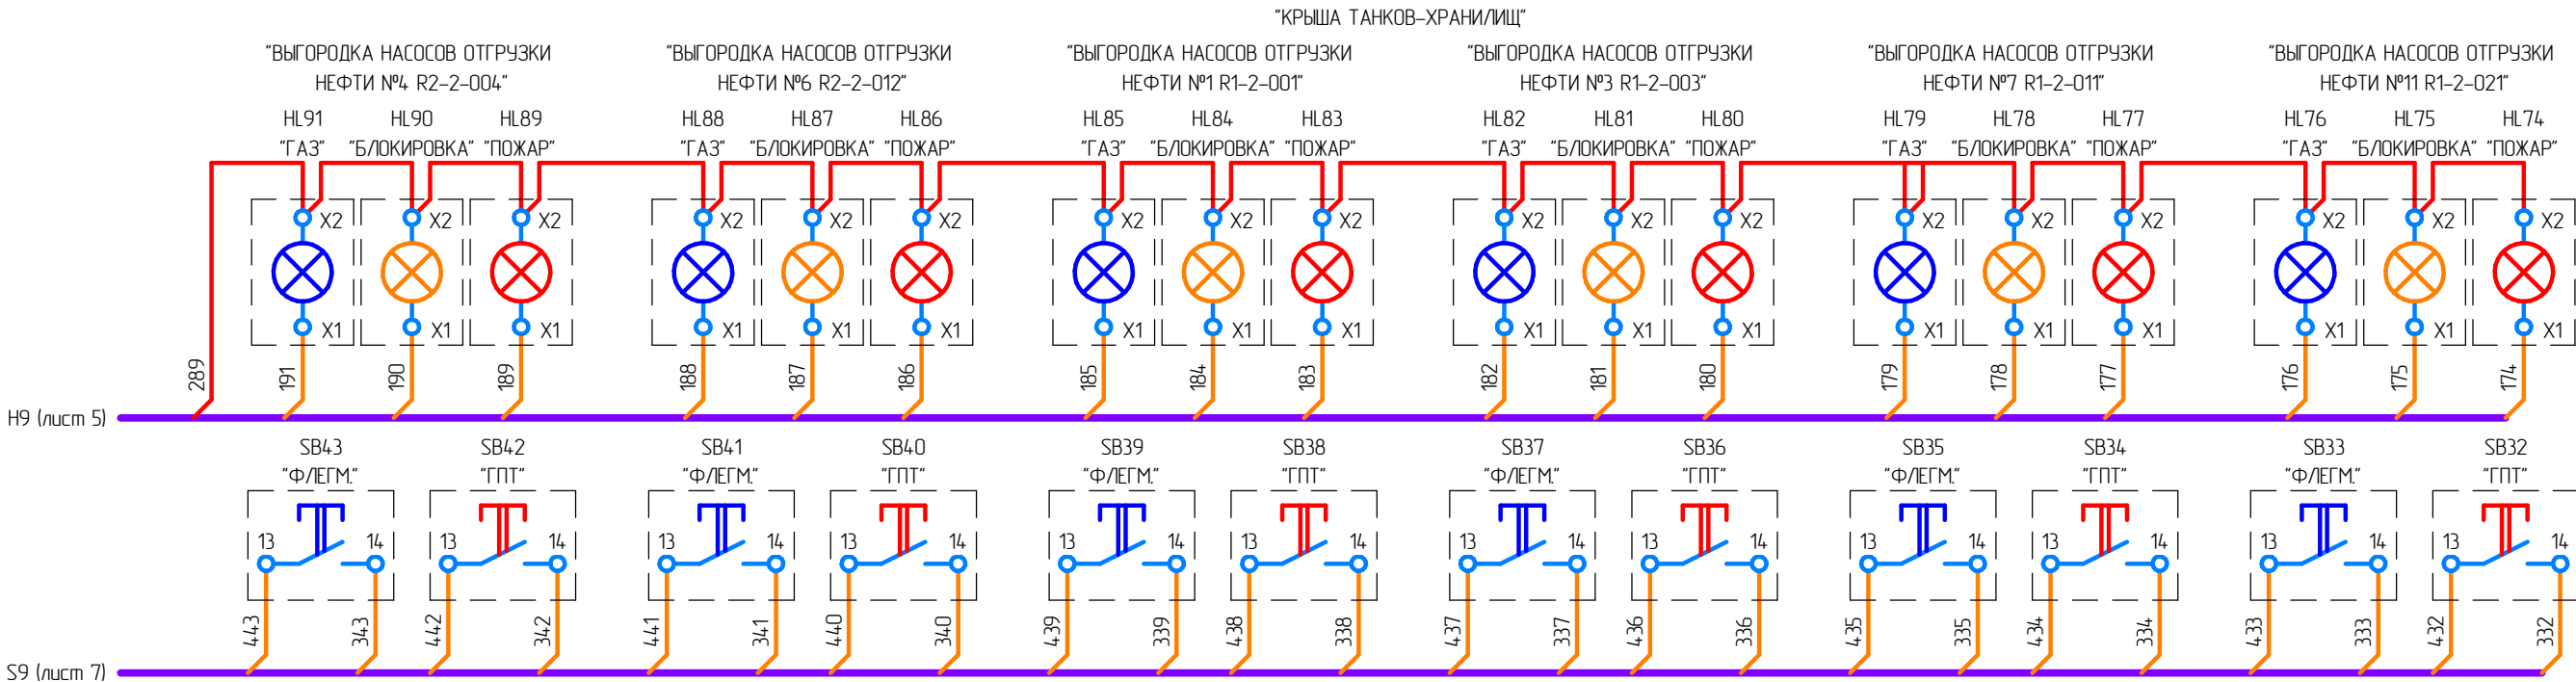 "КРЫША ТАНКОВ-ХРАНИЛИЩ"
"ВЫГОРОДКА НАСОСОВ ОТГРУЗКИ НЕФТИ №4 R2-2-004"
"ВЫГОРОДКА НАСОСОВ ОТГРУЗКИ НЕФТИ №6 R2-2-012"
"ВЫГОРОДКА НАСОСОВ ОТГРУЗКИ НЕФТИ №1 R1-2-001"
"ВЫГОРОДКА НАСОСОВ ОТГРУЗКИ НЕФТИ №3 R1-2-003"
"ВЫГОРОДКА НАСОСОВ ОТГРУЗКИ НЕФТИ №7 R1-2-011"
"ВЫГОРОДКА НАСОСОВ ОТГРУЗКИ НЕФТИ №11 R1-2-021"
HL91 HL90 HL89 HL88 HL87 HL86 HL85 HL84 HL83 HL82 HL81 HL80 HL79 HL78 HL77 HL76 HL75 HL74
"ГАЗ" "БЛОКИРОВКА" "ПОЖАР" "ГАЗ" "БЛОКИРОВКА" "ПОЖАР" "ГАЗ" "БЛОКИРОВКА" "ПОЖАР" "ГАЗ" "БЛОКИРОВКА" "ПОЖАР" "ГАЗ" "БЛОКИРОВКА" "ПОЖАР" "ГАЗ" "БЛОКИРОВКА" "ПОЖАР"
X2 X2 X2 X2 X2 X2 X2 X2 X2 X2 X2 X2 X2 X2 X2 X2 X2 X2
X1 X1 X1 X1 X1 X1 X1 X1 X1 X1 X1 X1 X1 X1 X1 X1 X1 X1
289 191 190 189 188 187 186 185 184 183 182 181 180 179 178 177 176 175 174
H9 (лист 5)
SB43 SB42 SB41 SB40 SB39 SB38 SB37 SB36 SB35 SB34 SB33 SB32
"ФЛЕГМ." "ГПТ" "ФЛЕГМ." "ГПТ" "ФЛЕГМ." "ГПТ" "ФЛЕГМ." "ГПТ" "ФЛЕГМ." "ГПТ" "ФЛЕГМ." "ГПТ"
13 14 13 14 13 14 13 14 13 14 13 14 13 14 13 14 13 14 13 14 13 14 13 14
443 343 442 342 441 341 440 340 439 339 438 338 437 337 436 336 435 335 434 334 433 333 432 332
S9 (лист 7)